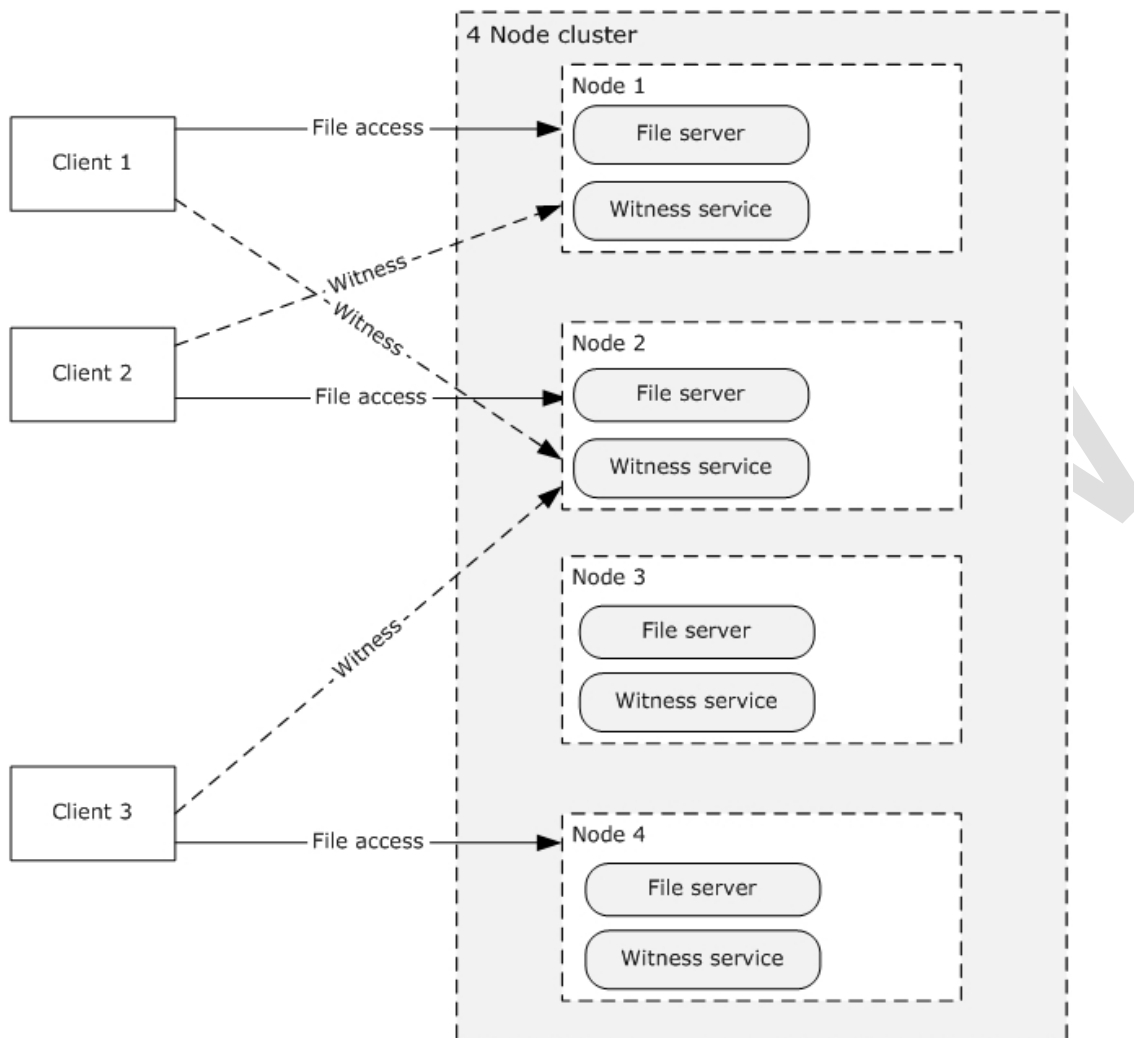 4 Node cluster
Node 1
Client 1
File access
File server
Witness service
Witness
Witness
Client 2
Node 2
File access
File server
Witness service
Node 3
File server
Witness
Witness service
Client 3
Node 4
File access
File server
Witness service